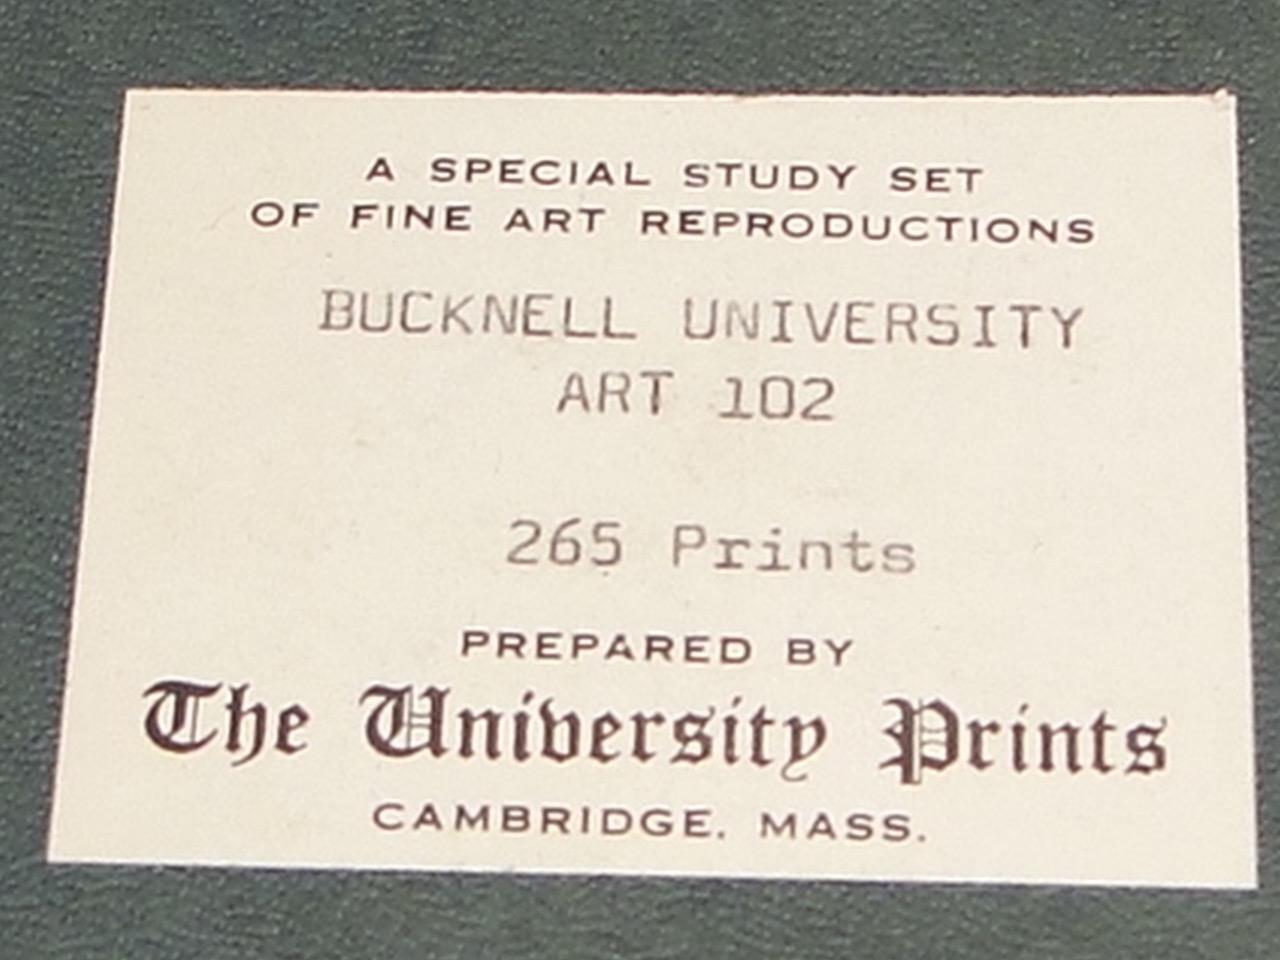 A SPECIAL STUDY SET
OF FINE ART REPRODUCTIONS
BUCKNELL UNIVERSITY
ART 102
265 Prints
PREPARED BY
The University Prints
CAMBRIDGE, MASS.